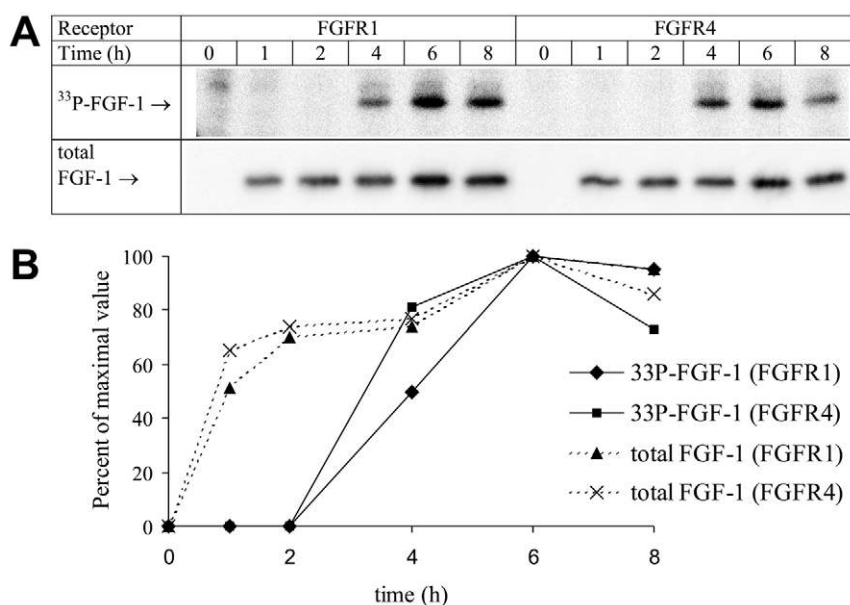 A
Receptor FGFR1 FGFR4
Time (h) 0 1 2 4 6 8 0 1 2 4 6 8
³³P-FGF-1 →
total
FGF-1 →
B
Percent of maximal value
100
80
60
40
20
0
0 2 4 6 8
time (h)
33P-FGF-1 (FGFR1)
33P-FGF-1 (FGFR4)
total FGF-1 (FGFR1)
total FGF-1 (FGFR4)